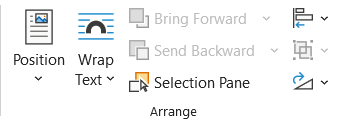 Position
Wrap
Text
Bring Forward
Send Backward
Selection Pane
Arrange